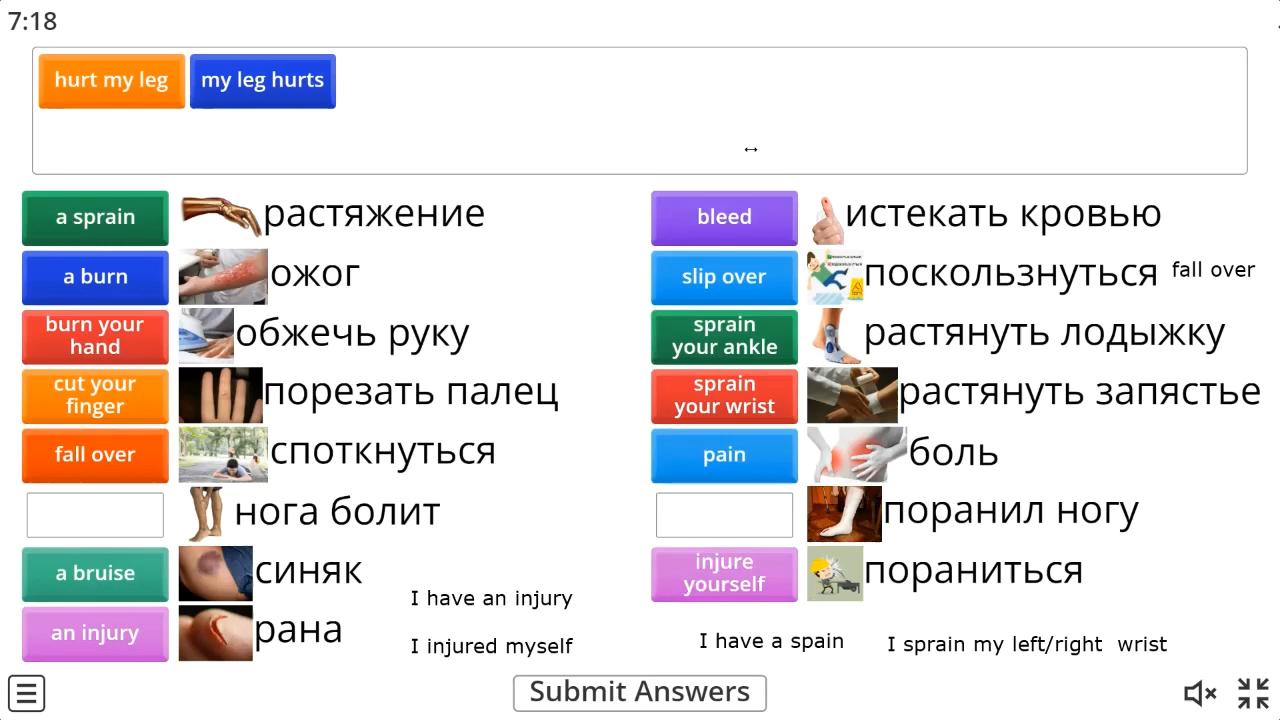 7:18
hurt my leg
my leg hurts
a sprain
растяжение
a burn
ожог
burn your
hand
обжечь руку
cut your
finger
порезать палец
fall over
споткнуться
нога болит
a bruise
синяк
an injury
рана
I have an injury
I injured myself
bleed
истекать кровью
slip over
поскользнуться
fall over
sprain
your ankle
растянуть лодыжку
sprain
your wrist
растянуть запястье
pain
боль
поранил ногу
injure
yourself
пораниться
I have a spain
I sprain my left/right wrist
Submit Answers